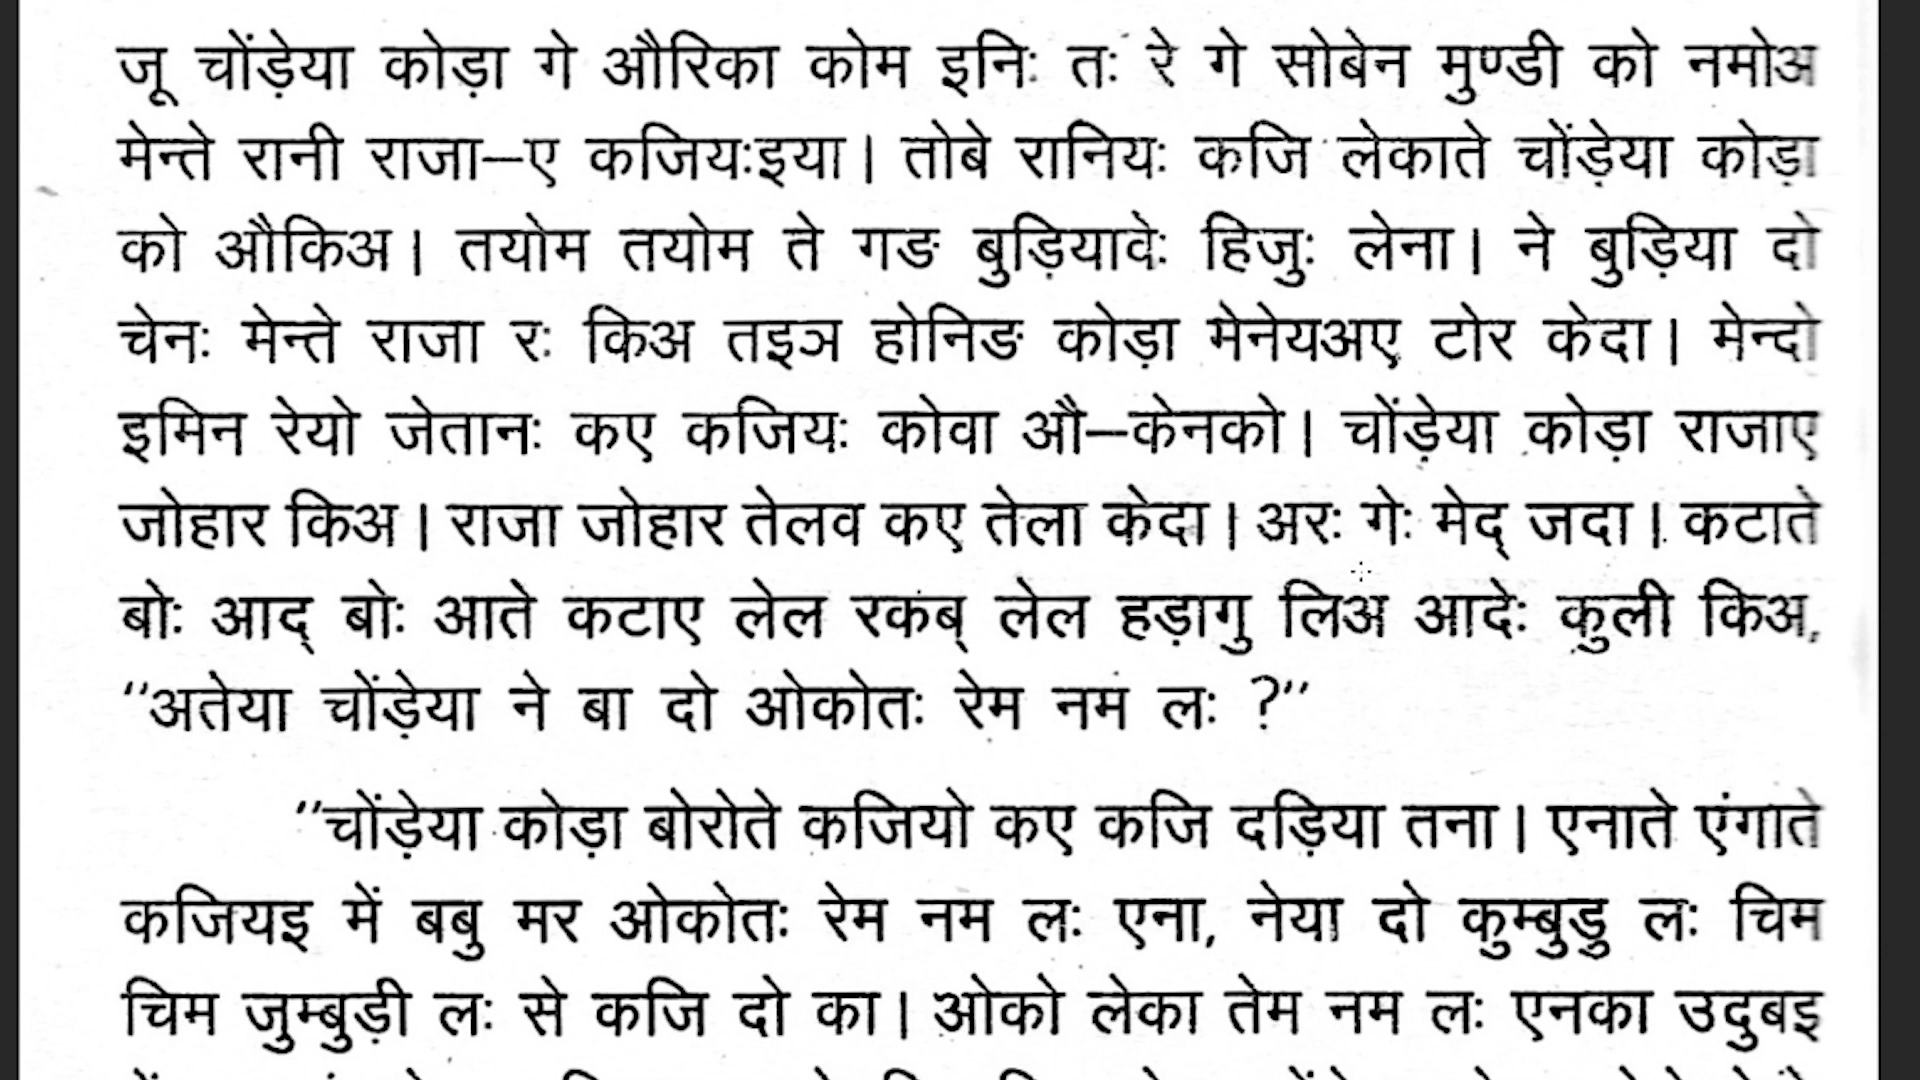 जू चोंड़ेया कोड़ा गे औरिका कोम इनिः तः रे गे सोबेन मुण्डी को नमोअ
मेन्ते रानी राजा–ए कजियःइया। तोबे रानियः कजि लेकाते चोंड़ेया कोड़ा
को औकिअ। तयोम तयोम ते गङ बुड़ियावेः हिजुः लेना। ने बुड़िया दो
चेनः मेन्ते राजा रः किअ तइञ होनिङ कोड़ा मेनेयअए टोर केदा। मेन्दो
इमिन रेयो जेतानः कए कजियः कोवा औ–केनको। चोंड़ेया कोड़ा राजाए
जोहार किअ। राजा जोहार तेलव कए तेला केदा। अरः गेः मेद् जदा। कटाते
बोः आद् बोः आते कटाए लेल रकब् लेल हड़ागु लिअ आदेः कुली किअ,
"अतेया चोंड़ेया ने बा दो ओकोतः रेम नम लः ?"
"चोंड़ेया कोड़ा बोरोते कजियो कए कजि दड़िया तना। एनाते एंगाते
कजियइ में बबु मर ओकोतः रेम नम लः एना, नेया दो कुम्बुडु लः चिम
चिम जुम्बुड़ी लः से कजि दो का। ओको लेका तेम नम लः एनका उदुबइ